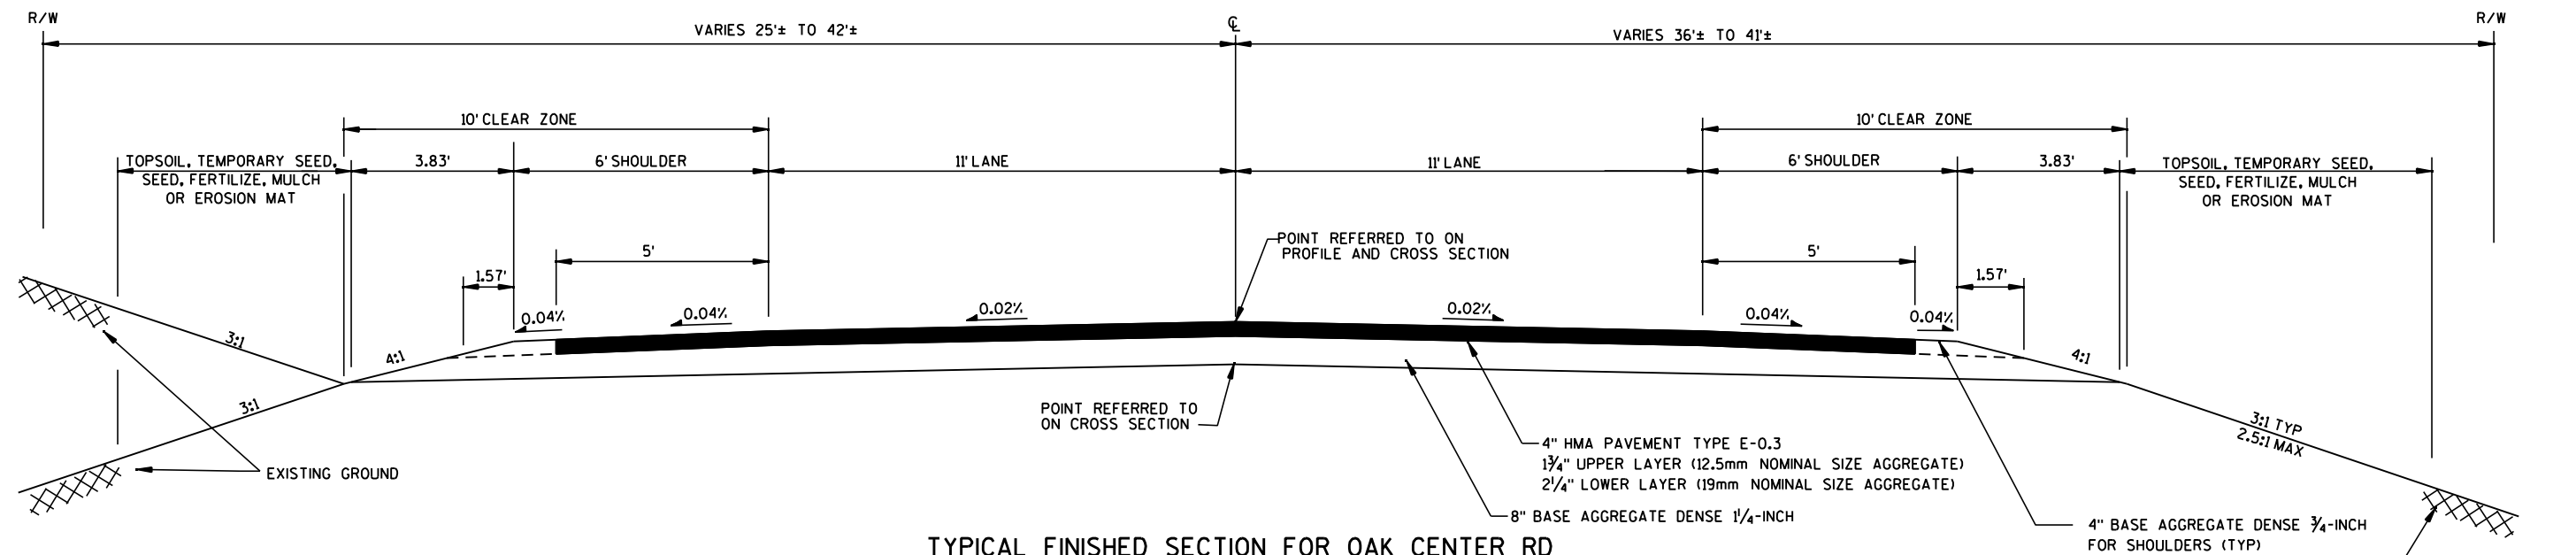 R/W
VARIES 25'± TO 42'±
℄
VARIES 36'± TO 41'±
R/W
10' CLEAR ZONE
10' CLEAR ZONE
TOPSOIL, TEMPORARY SEED,
SEED, FERTILIZE, MULCH
OR EROSION MAT
3.83'
6' SHOULDER
11' LANE
11' LANE
6' SHOULDER
3.83'
TOPSOIL, TEMPORARY SEED,
SEED, FERTILIZE, MULCH
OR EROSION MAT
5'
POINT REFERRED TO ON
PROFILE AND CROSS SECTION
5'
1.57'
1.57'
0.04%
0.04%
0.02%
0.02%
0.04%
0.04%
3:1
4:1
4:1
3:1
POINT REFERRED TO
ON CROSS SECTION
3:1 TYP
2.5:1 MAX
EXISTING GROUND
4" HMA PAVEMENT TYPE E-0.3
1¾" UPPER LAYER (12.5mm NOMINAL SIZE AGGREGATE)
2¼" LOWER LAYER (19mm NOMINAL SIZE AGGREGATE)
8" BASE AGGREGATE DENSE 1¼-INCH
4" BASE AGGREGATE DENSE ¾-INCH
FOR SHOULDERS (TYP)
TYPICAL FINISHED SECTION FOR OAK CENTER RD